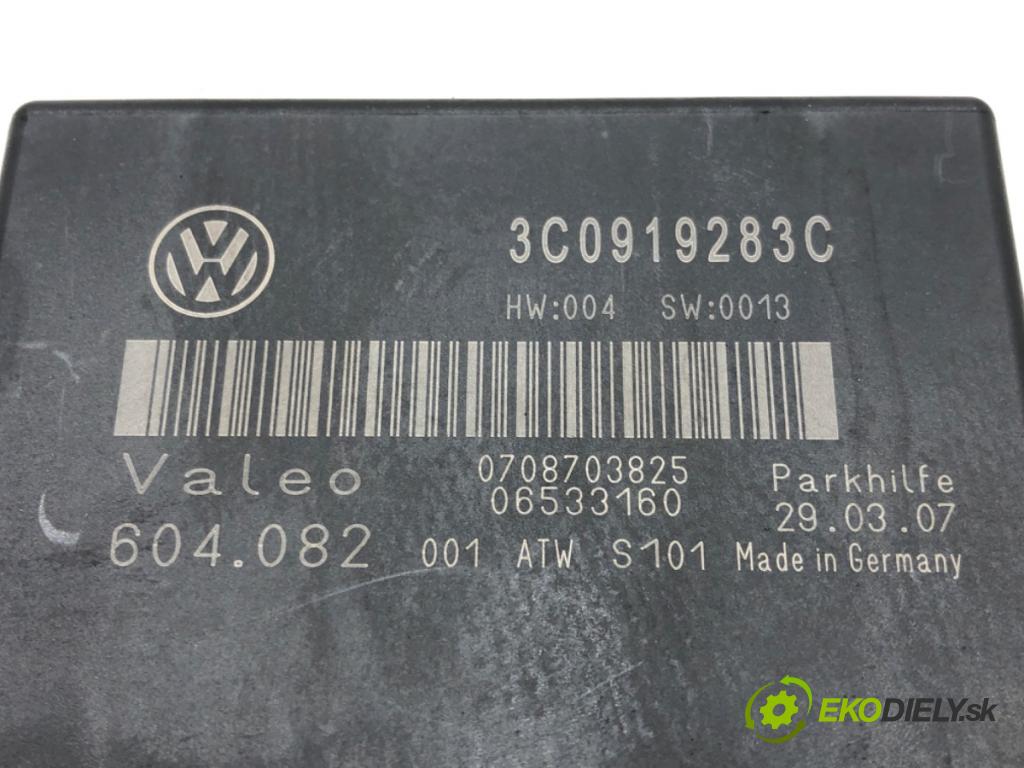 3C0919283C
HW:004 SW:0013
Valeo 0708703825 Parkhilfe
06533160 29.03.07
604.082 001 ATW S101 Made in Germany
EKODIELY.sk